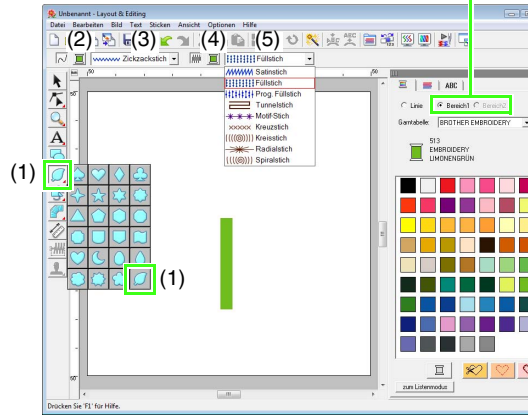 Unbenannt - Layout & Editing
Datei Bearbeiten Bild Text Sticken Ansicht Optionen Hilfe
(2) (3) (4) (5)
Zickzackstich Füllstich
Satinstich
Füllstich
Prog. Füllstich
Tunnelstich
Motif-Stich
Kreuzstich
Kreisstich
Radialstich
Spiralstich
ABC
Linie Bereich1 Bereich2
Garntabelle: BROTHER EMBROIDERY
513
EMBROIDERY
LIMONENGRÜN
(1)
(1)
zum Listenmodus
Drücken Sie 'F1' für Hilfe.